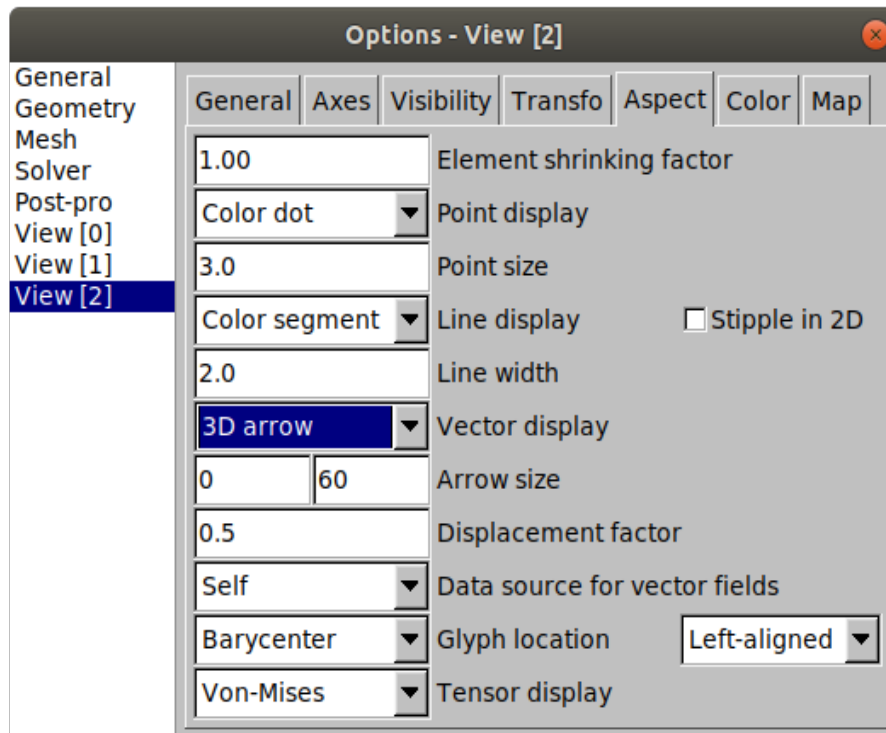 Options - View [2]
General
Geometry
Mesh
Solver
Post-pro
View [0]
View [1]
View [2]
General Axes Visibility Transfo Aspect Color Map
1.00 Element shrinking factor
Color dot Point display
3.0 Point size
Color segment Line display Stipple in 2D
2.0 Line width
3D arrow Vector display
0 60 Arrow size
0.5 Displacement factor
Self Data source for vector fields
Barycenter Glyph location Left-aligned
Von-Mises Tensor display